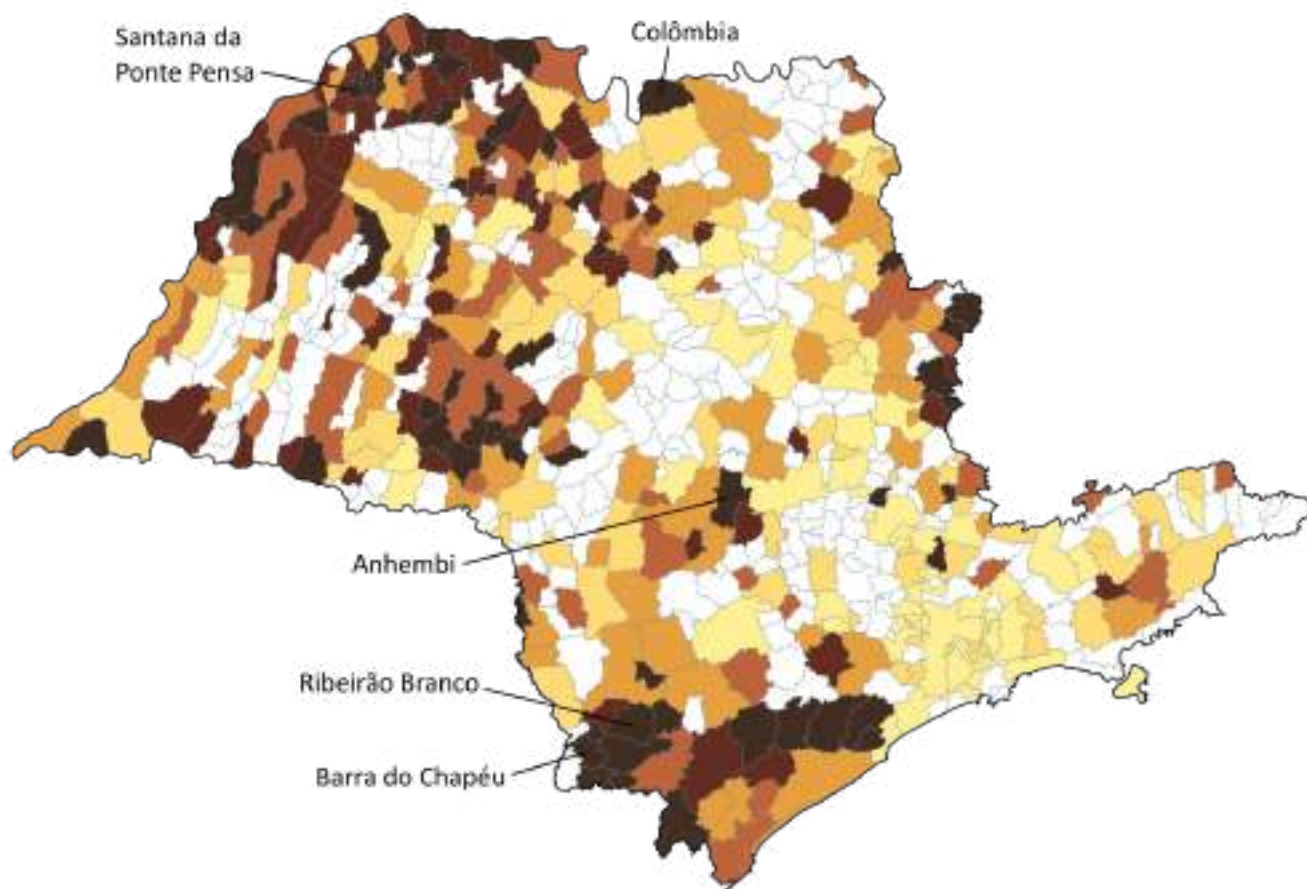 Santana da
Ponte Pensa
Colômbia
Anhembi
Ribeirão Branco
Barra do Chapéu